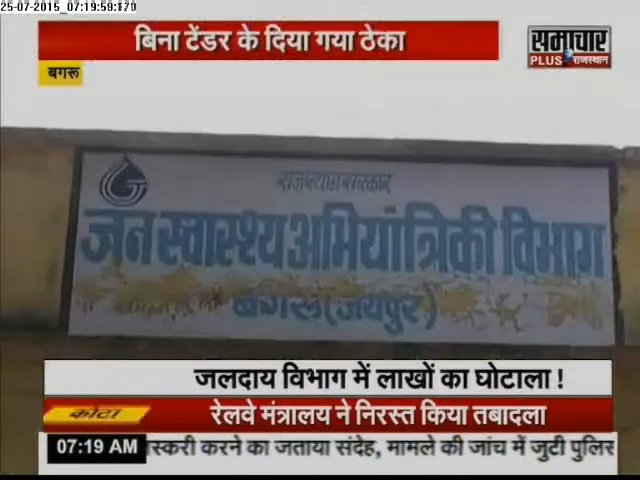 25-07-2015_07:19:59:870
बिना टेंडर के दिया गया ठेका
समाचार
PLUS राजस्थान
बगरू
राजस्थान सरकार
जन स्वास्थ्य अभियांत्रिकी विभाग
बगरू (जयपुर)
जलदाय विभाग में लाखों का घोटाला !
कोटा
रेलवे मंत्रालय ने निरस्त किया तबादला
07:19 AM
स्करी करने का जताया संदेह, मामले की जांच में जुटी पुलिस